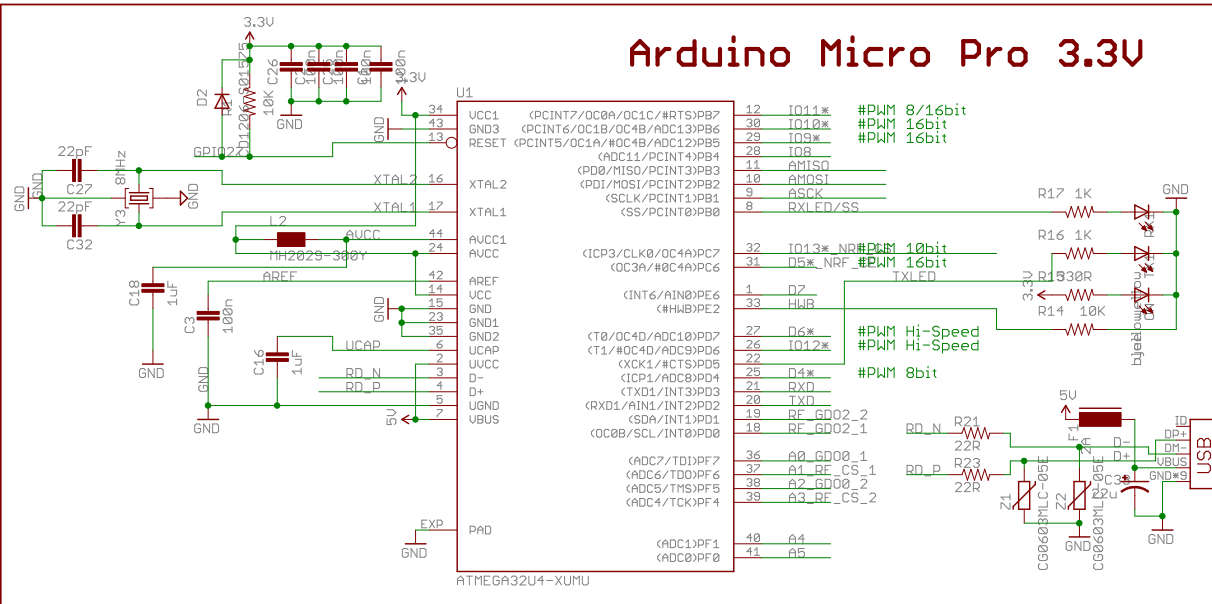 Arduino Micro Pro 3.3V
3.3V
C26
100n
100n
100n
100n
3.3V
D2
10K
GND
GND
GPIO22
22pF
C27
8MHz
GND
GND
GND
Y3
22pF
C32
XTAL2
XTAL1
L2
MH2029-300Y
AVCC
AREF
C18
1uF
GND
C3
100n
GND
GND
C16
1uF
UCAP
GND
RD_N
RD_P
5V
EXP
GND
U1
34 VCC1
43 GND3
13 RESET
16 XTAL2
17 XTAL1
44 AVCC1
24 AVCC
42 AREF
14 VCC
15 GND
23 GND1
35 GND2
6 UCAP
2 UVCC
3 D-
4 D+
5 UGND
7 VBUS
PAD
ATMEGA32U4-XUMU
(PCINT7/OC0A/OC1C/#RTS)PB7 12 IO11* #PWM 8/16bit
(PCINT6/OC1B/OC4B/ADC13)PB6 30 IO10* #PWM 16bit
(PCINT5/OC1A/#OC4B/ADC12)PB5 29 IO9* #PWM 16bit
(ADC11/PCINT4)PB4 28 IO8
(PD0/MISO/PCINT3)PB3 11 AMISO
(PDI/MOSI/PCINT2)PB2 10 AMOSI
(SCLK/PCINT1)PB1 9 ASCK
(SS/PCINT0)PB0 8 RXLED/SS
(ICP3/CLK0/OC4A)PC7 32 #PWM 10bit
(OC3A/#0C4A)PC6 31 #PWM 16bit
TXLED
(INT6/AIN0)PE6 1 D7
(#HWB)PE2 33 HWB
(T0/OC4D/ADC10)PD7 27 D6* #PWM Hi-Speed
(T1/#OC4D/ADC9)PD6 26 IO12* #PWM Hi-Speed
(XCK1/#CTS)PD5 22
(ICP1/ADC8)PD4 25 D4* #PWM 8bit
(TXD1/INT3)PD3 21 RXD
(RXD1/AIN1/INT2)PD2 20 TXD
(SDA/INT1)PD1 19 RF_GDO2_2
(OC0B/SCL/INT0)PD0 18 RF_GDO2_1
(ADC7/TDI)PF7 36 A0_GDO0_1
(ADC6/TDO)PF6 37 A1_RF_CS_1
(ADC5/TMS)PF5 38 A2_GDO0_2
(ADC4/TCK)PF4 39 A3_RF_CS_2
(ADC1)PF1 40 A4
(ADC0)PF0 41 A5
R17 1K
GND
R16 1K
330R
3.3V
R14 10K
5V
F1
2A
RD_N
R21
22R
RD_P
R23
22R
D-
D+
Z1
CG0603MLC-05E
Z2
CG0603MLC-05E
GND
22u
GND
ID
DP+
DM-
VBUS
GND*9
USB